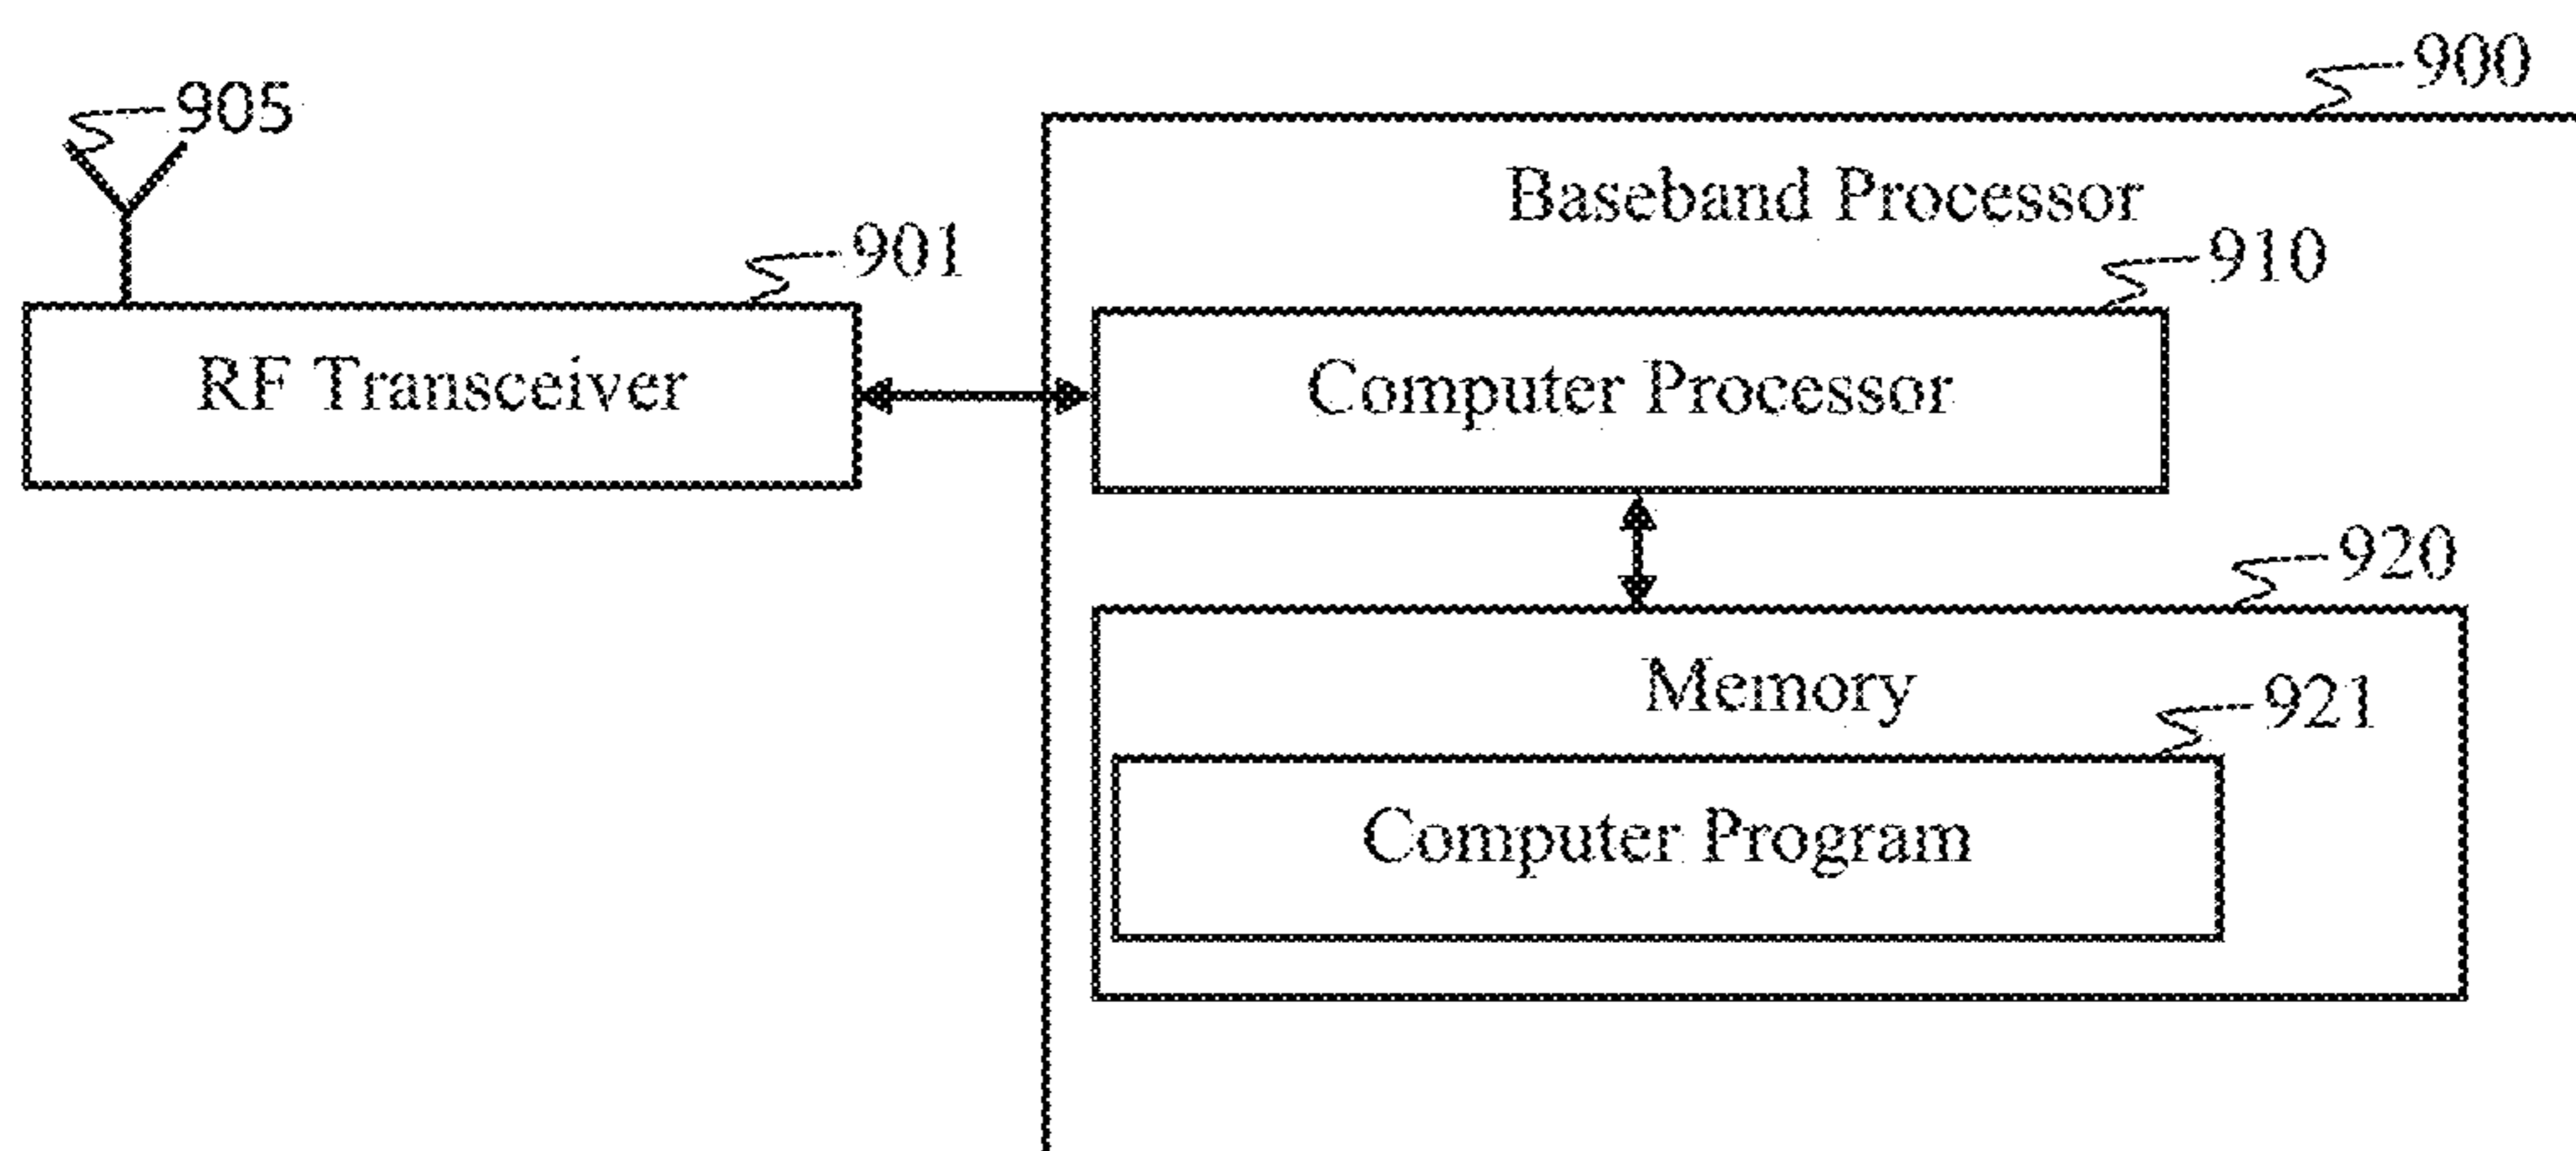 900
905
Baseband Processor
901
910
RF Transceiver
Computer Processor
920
Memory
921
Computer Program